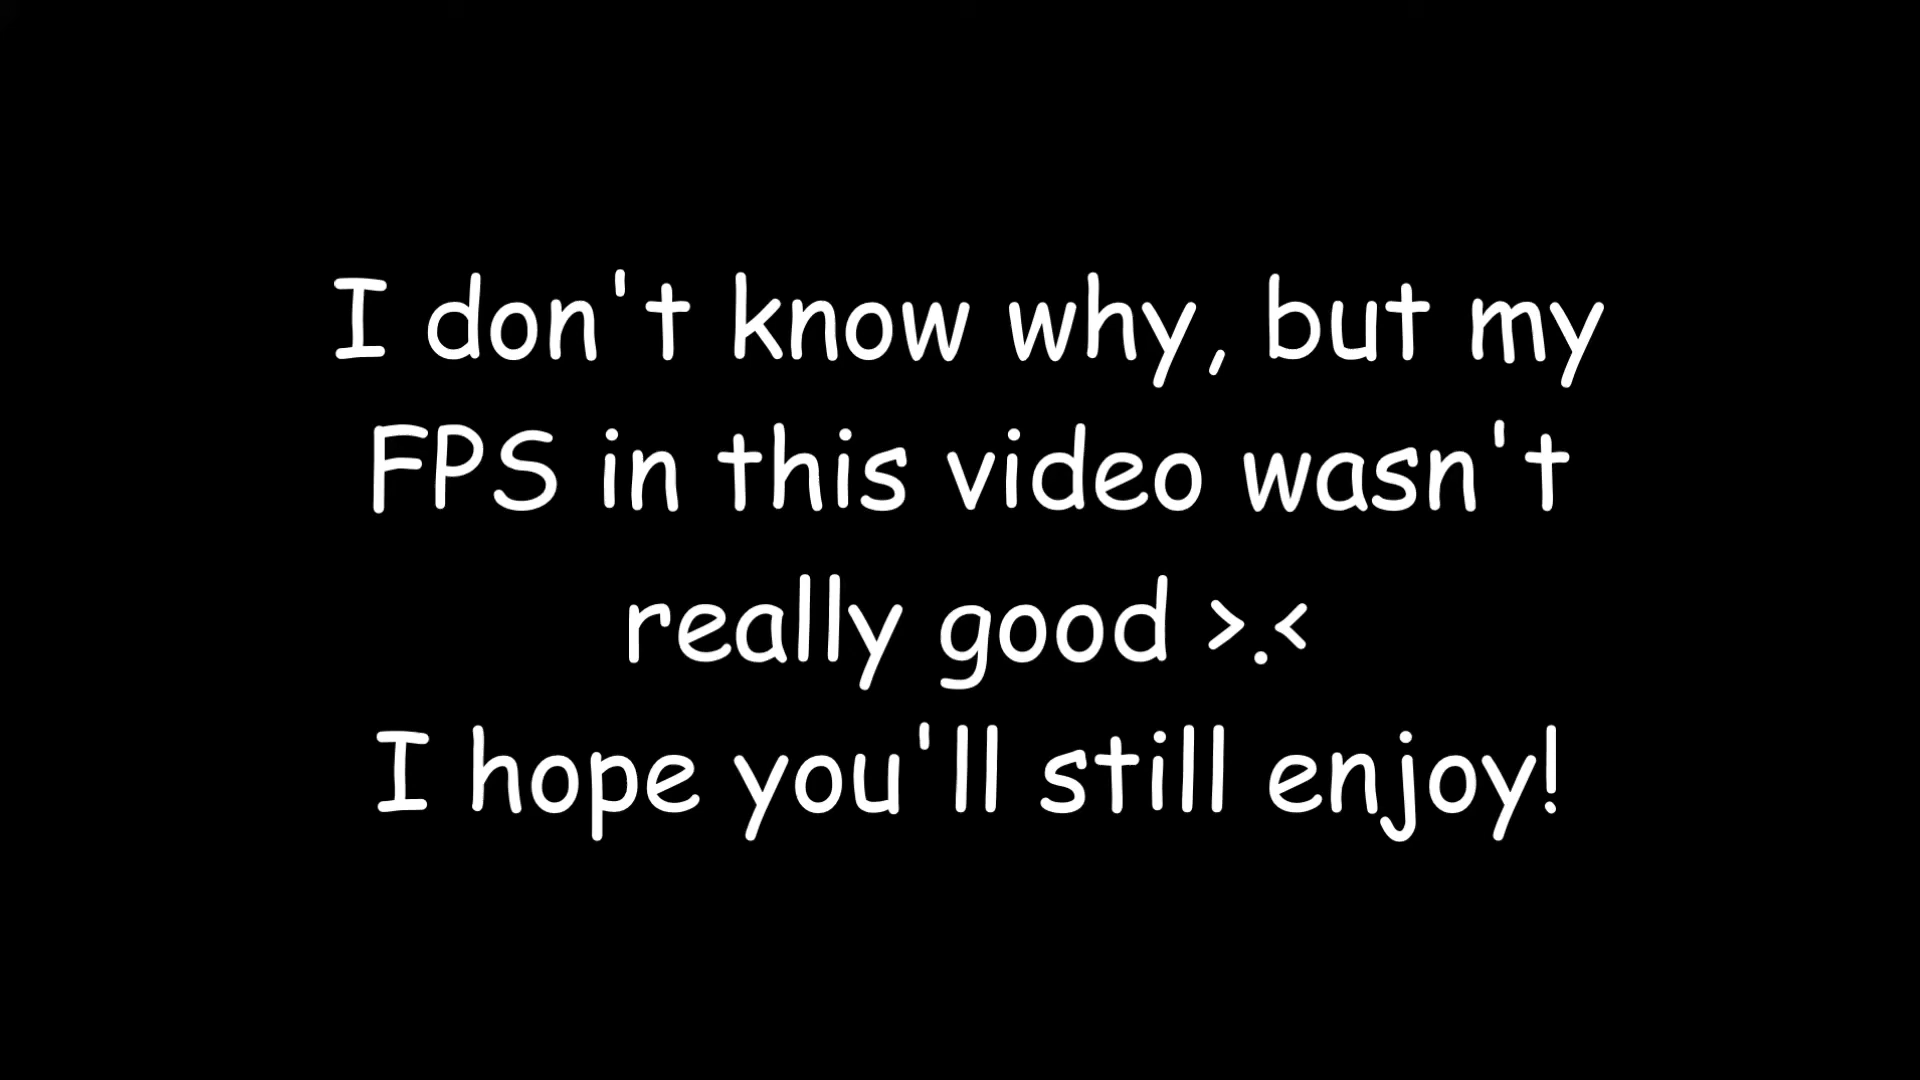 I don't know why, but my
FPS in this video wasn't
really good >.<
I hope you'll still enjoy!